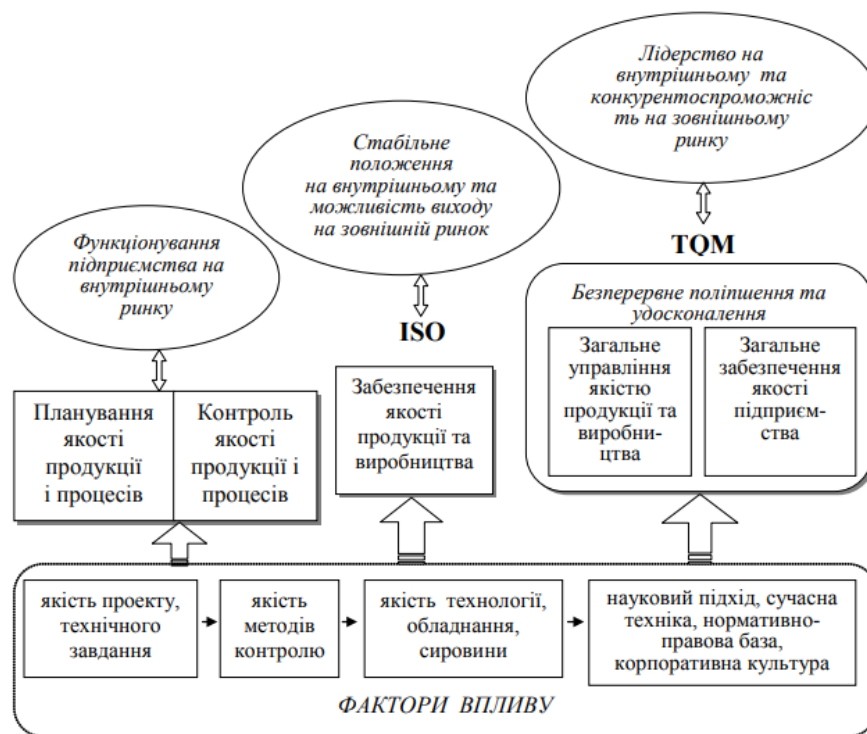 Лідерство на
внутрішньому та
конкурентоспроможніс
ть на зовнішньому
ринку
Стабільне
положення
на внутрішньому та
можливість виходу
на зовнішній ринок
Функціонування
підприємства на
внутрішньому
ринку
TQM
ISO
Безперервне поліпшення та
удосконалення
Загальне
управління
якістю
продукції та
виробни-
цтва
Загальне
забезпечення
якості
підприєм-
ства
Забезпечення
якості
продукції та
виробництва
Планування
якості
продукції
і процесів
Контроль
якості
продукції і
процесів
якість проекту,
технічного
завдання
якість
методів
контролю
якість технології,
обладнання,
сировини
науковий підхід, сучасна
техніка, нормативно-
правова база,
корпоративна культура
ФАКТОРИ ВПЛИВУ